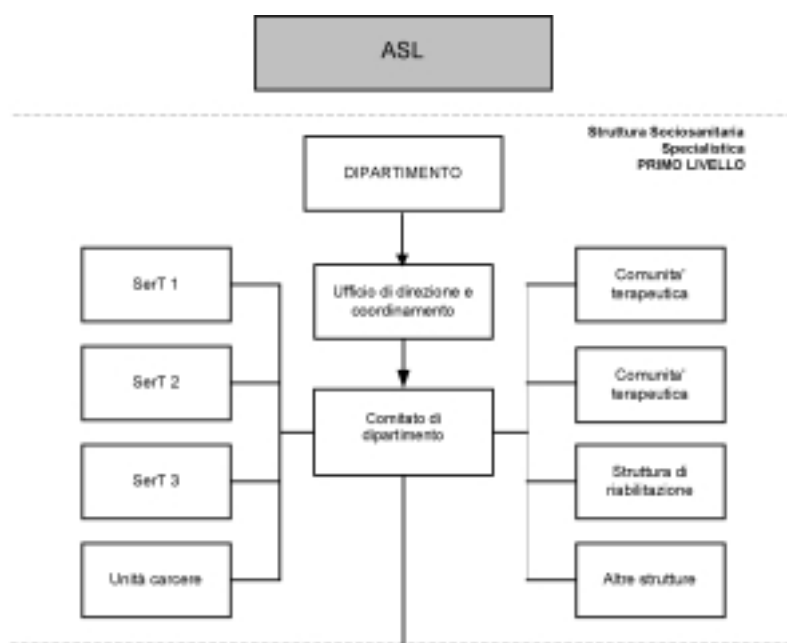 ASL
Struttura Sociosanitaria
Specialistica
PRIMO LIVELLO
DIPARTIMENTO
SerT 1
Ufficio di direzione e
coordinamento
Comunita'
terapeutica
SerT 2
Comitato di
dipartimento
Comunita'
terapeutica
SerT 3
Struttura di
riabilitazione
Unità carcere
Altre strutture